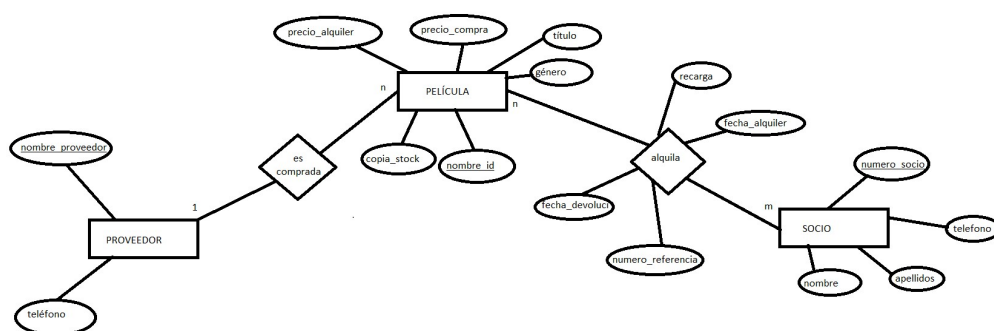 precio_alquiler
precio_compra
título
género
recarga
n
PELÍCULA
n
fecha_alquiler
nombre_proveedor
es
comprada
copia_stock
nombre_id
alquila
numero_socio
fecha_devoluci
1
m
PROVEEDOR
SOCIO
telefono
numero_referencia
nombre
apellidos
teléfono